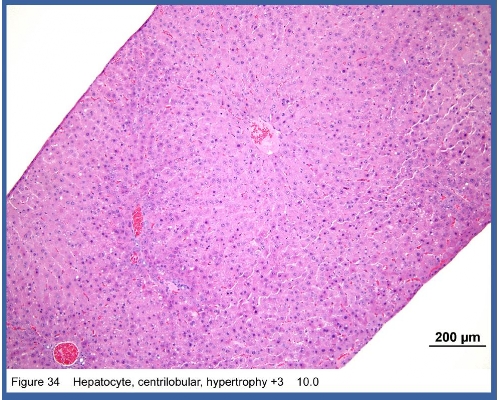 200 µm
Figure 34 Hepatocyte, centrilobular, hypertrophy +3 10.0